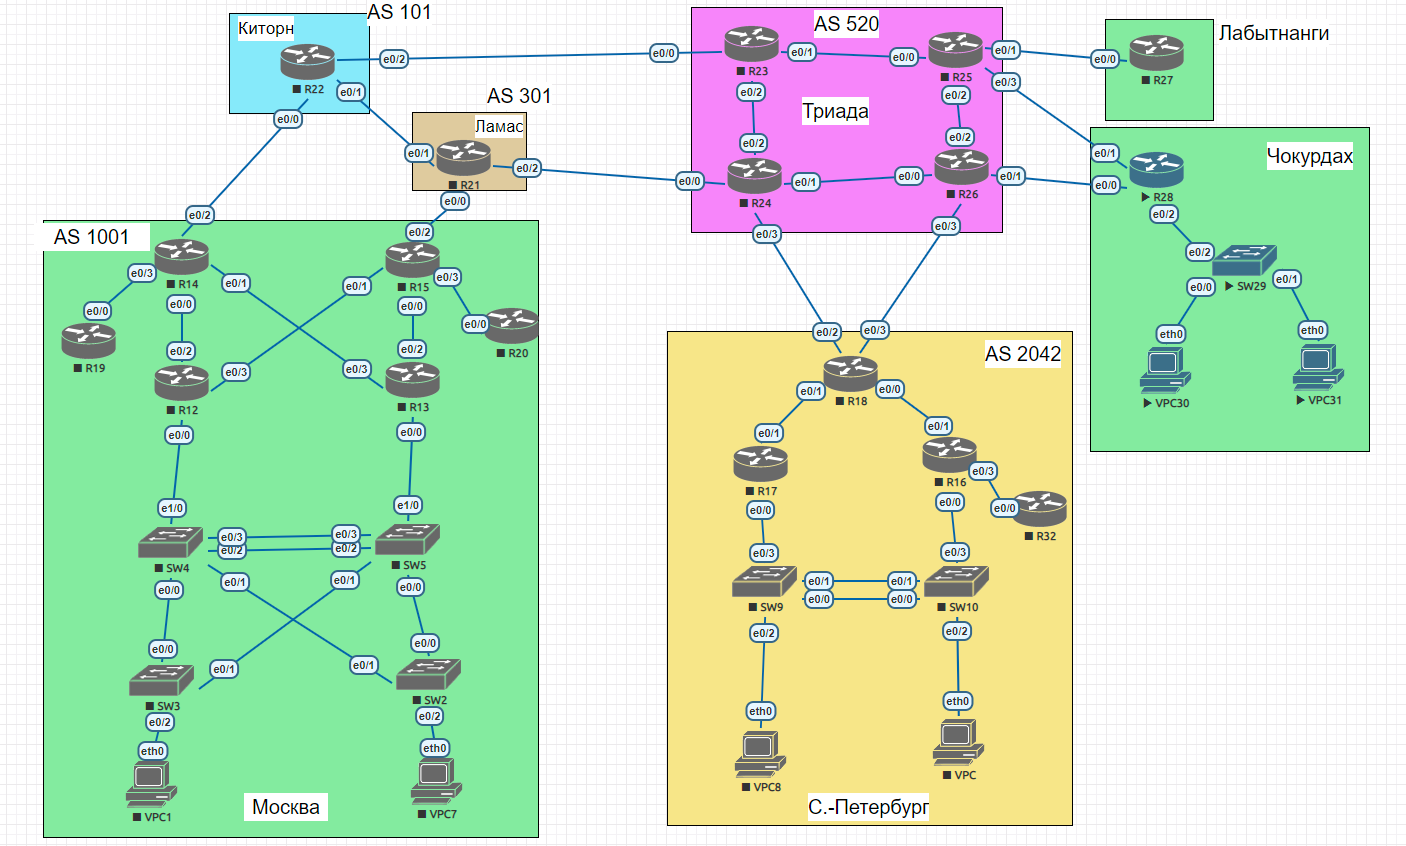 AS 101
Киторн
R22
e0/2
e0/1
e0/0
AS 301
Ламас
e0/1
R21
e0/2
e0/0
AS 520
Триада
e0/0
R23
e0/1
e0/2
e0/0
R25
e0/1
e0/3
e0/2
e0/2
e0/0
R24
e0/1
e0/3
e0/2
e0/0
R26
e0/1
e0/3
Лабытнанги
e0/0
R27
Чокурдах
e0/1
e0/0
R28
e0/2
e0/2
SW29
e0/0
e0/1
eth0
eth0
VPC30
VPC31
AS 1001
e0/2
R14
e0/3
e0/1
e0/0
e0/0
R19
e0/2
R15
e0/1
e0/3
e0/0
e0/0
R20
e0/2
R12
e0/3
e0/0
e0/2
e0/3
R13
e0/0
e1/0
SW4
e0/3
e0/2
e0/1
e0/0
e1/0
SW5
e0/3
e0/2
e0/1
e0/0
e0/0
SW3
e0/1
e0/2
e0/0
e0/1
SW2
e0/2
eth0
VPC1
eth0
VPC7
Москва
AS 2042
e0/2
e0/3
R18
e0/1
e0/0
e0/1
R17
e0/0
e0/1
R16
e0/3
e0/0
e0/0
R32
e0/3
SW9
e0/1
e0/0
e0/2
e0/3
SW10
e0/1
e0/0
e0/2
eth0
VPC8
eth0
VPC
С.-Петербург